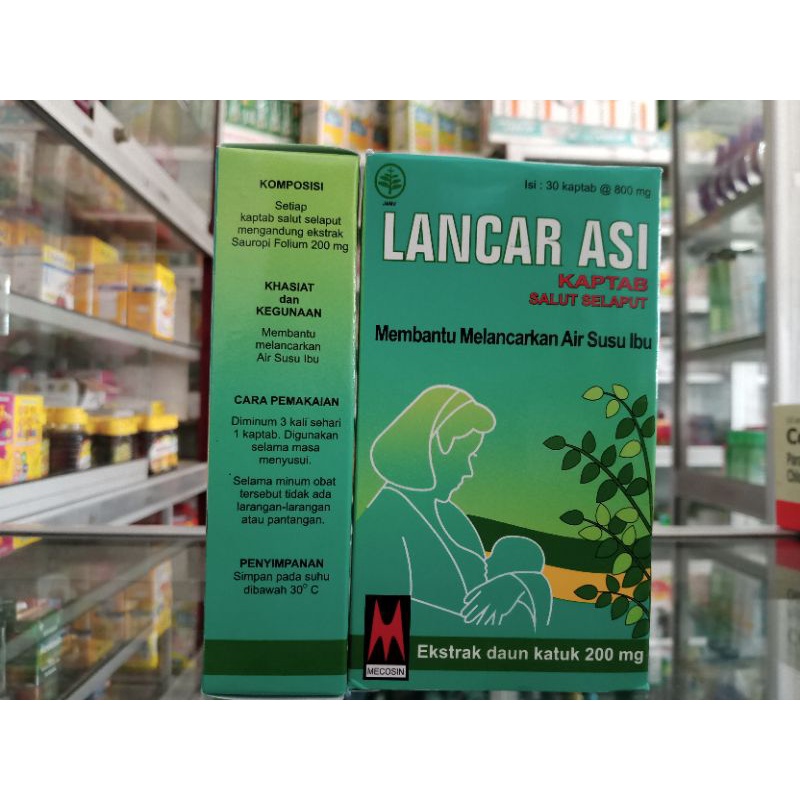 KOMPOSISI
Setiap
kaptab salut selaput
mengandung ekstrak
Sauropi Folium 200 mg
KHASIAT
dan
KEGUNAAN
Membantu
melancarkan
Air Susu Ibu
CARA PEMAKAIAN
Diminum 3 kali sehari
1 kaptab. Digunakan
selama masa
menyusui.
Selama minum obat
tersebut tidak ada
larangan-larangan
atau pantangan.
PENYIMPANAN
Simpan pada suhu
dibawah 30° C
JAMU
Isi : 30 kaptab @ 800 mg
LANCAR ASI
KAPTAB
SALUT SELAPUT
Membantu Melancarkan Air Susu Ibu
MECOSIN
Ekstrak daun katuk 200 mg